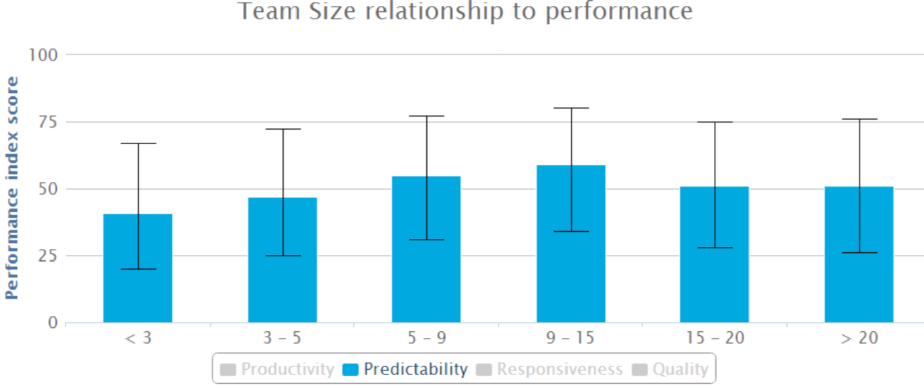 Team Size relationship to performance
Performance index score
100
75
50
25
0
< 3
3 – 5
5 – 9
9 – 15
15 – 20
> 20
Productivity Predictability Responsiveness Quality